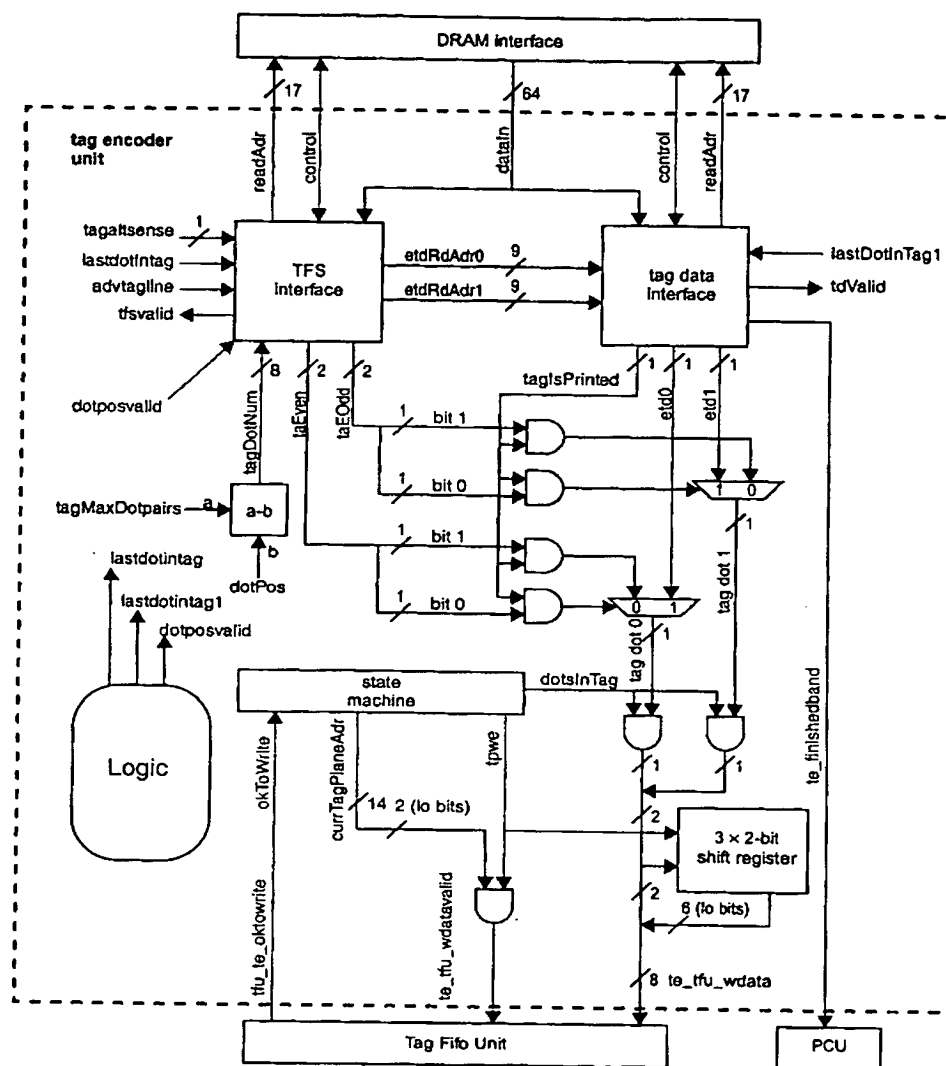 DRAM interface
17
64
17
tag encoder
unit
readAdr
control
dataIn
control
readAdr
tagaltsense
1
lastdotintag
advtagline
tfsvalid
dotposvalid
TFS
interface
etdRdAdr0
9
etdRdAdr1
9
tag data
interface
lastDotInTag1
tdValid
8
2
2
tagIsPrinted
1
1
1
tagDotNum
taEven
taEOdd
etd0
etd1
1
bit 1
1
bit 0
1
0
1
tagMaxDotpairs
a
a-b
b
dotPos
1
bit 1
1
bit 0
0
1
1
tag dot 0
tag dot 1
lastdotintag
lastdotintag1
dotposvalid
Logic
state
machine
dotsInTag
okToWrite
currTagPlaneAdr
tpwe
14
2 (lo bits)
1
1
2
3 × 2-bit
shift register
2
6 (lo bits)
te_finishedband
tfu_te_oktowrite
te_tfu_wdatavalid
8
te_tfu_wdata
Tag Fifo Unit
PCU